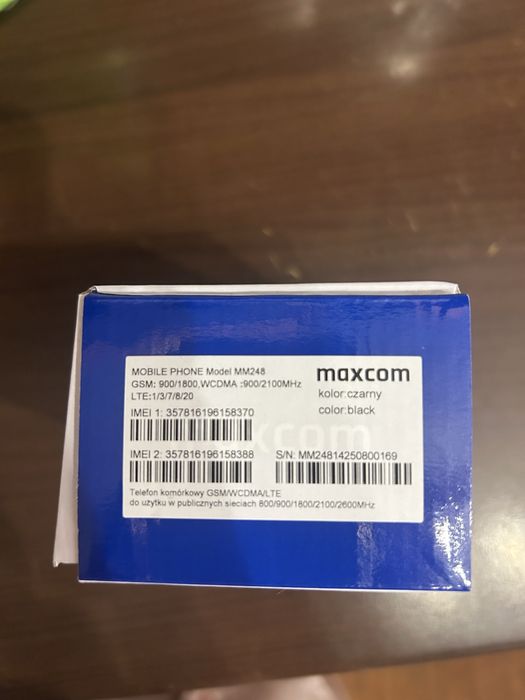 MOBILE PHONE Model MM248
GSM: 900/1800,WCDMA :900/2100MHz
LTE:1/3/7/8/20
maxcom
kolor:czarny
color:black
IMEI 1: 357816196158370
IMEI 2: 357816196158388
S/N: MM24814250800169
Telefon komórkowy GSM/WCDMA/LTE
do użytku w publicznych sieciach 800/900/1800/2100/2600MHz
maxcom